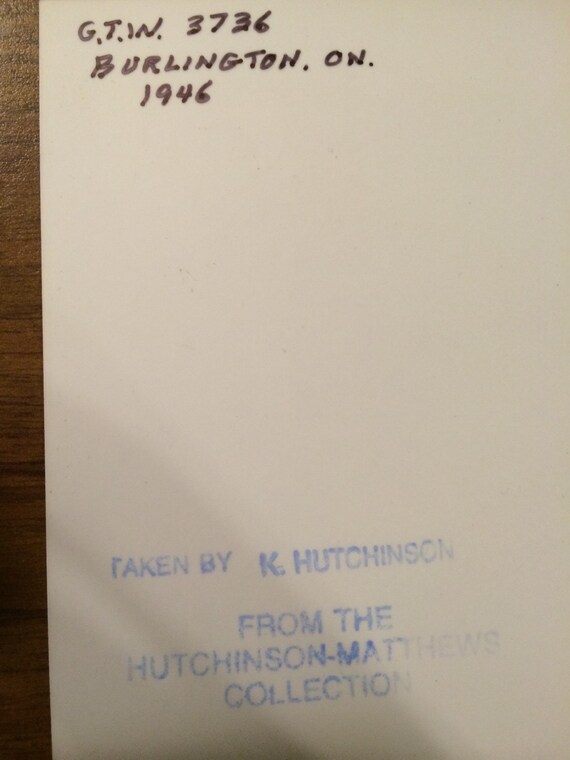 G.T.W. 3736
BURLINGTON. ON.
1946
TAKEN BY K. HUTCHINSON
FROM THE
HUTCHINSON-MATTHEWS
COLLECTION